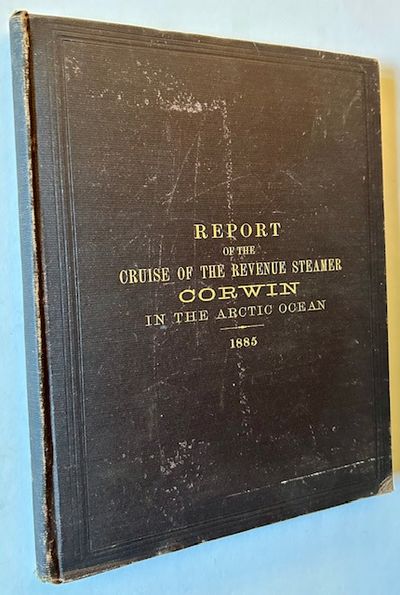 REPORT
OF THE
CRUISE OF THE REVENUE STEAMER
CORWIN
IN THE ARCTIC OCEAN
1885